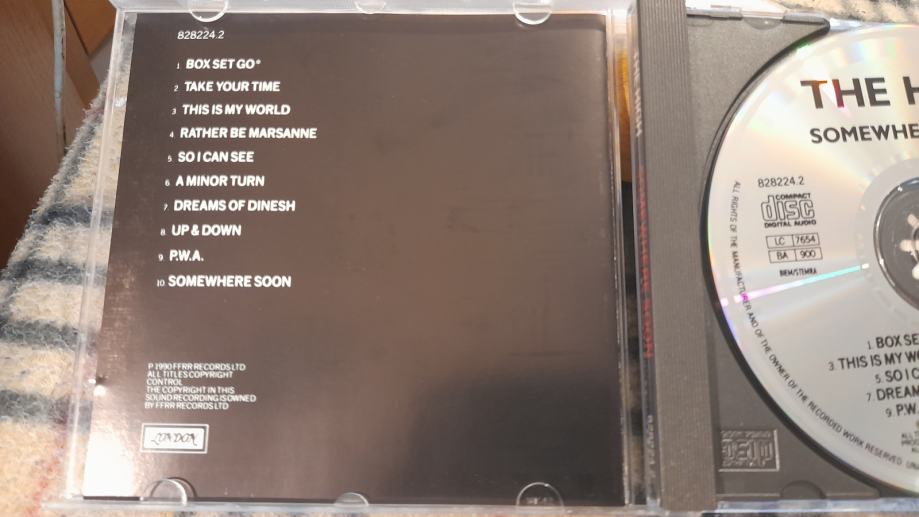 828224.2
1 BOX SET GO*
2 TAKE YOUR TIME
3 THIS IS MY WORLD
4 RATHER BE MARSANNE
5 SO I CAN SEE
6 A MINOR TURN
7 DREAMS OF DINESH
8 UP & DOWN
9 P.W.A.
10 SOMEWHERE SOON
P 1990 FFRR RECORDS LTD
ALL TITLES COPYRIGHT
CONTROL
THE COPYRIGHT IN THIS
SOUND RECORDING IS OWNED
BY FFRR RECORDS LTD
LONDON
THE HIGH
SOMEWHERE SOON
THE H
SOMEWHE
828224.2
COMPACT
disc
DIGITAL AUDIO
LC 7654
BA 900
BIEM/STEMRA
1. BOX SE
3. THIS IS MY W
5. SO I C
7. DREAM
9. P.W.
ALL RIGHTS OF THE MANUFACTURER AND OF THE OWNER OF THE RECORDED WORK RESERVED